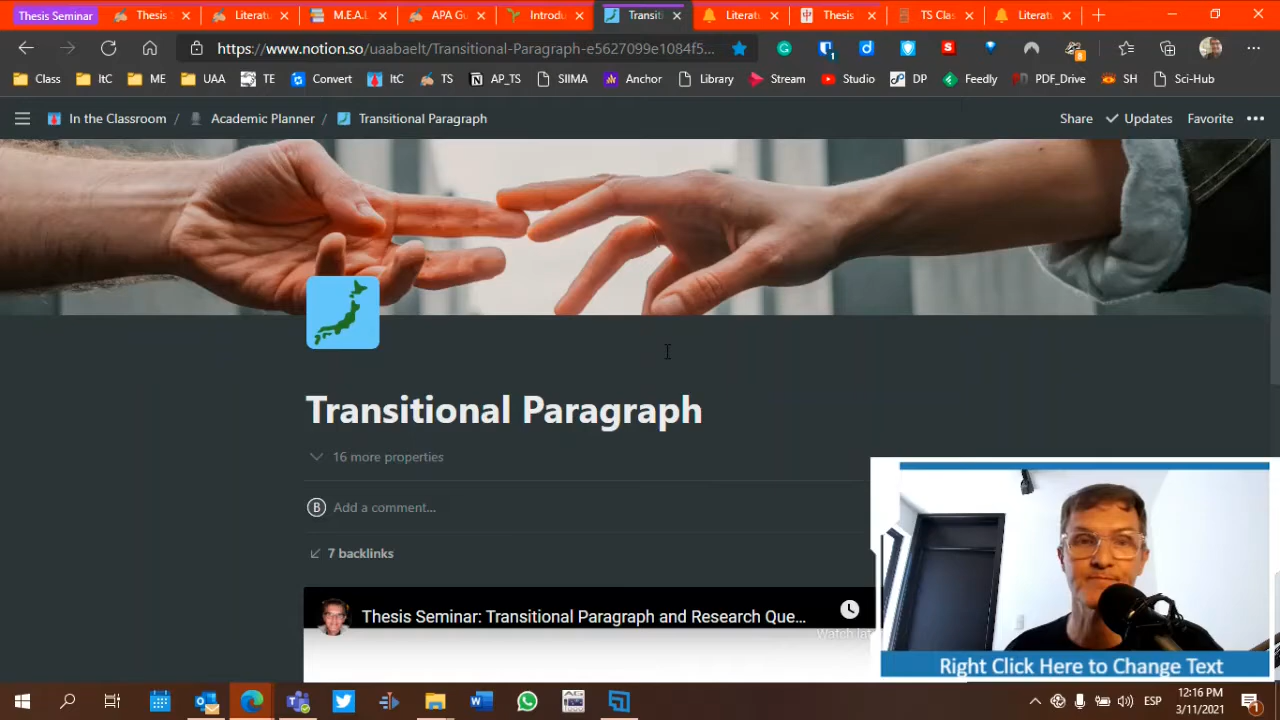 Thesis Seminar
Thesis
Literatu
M.E.A.L
APA Gu
Introdu
Transiti
Literatu
Thesis
TS Clas
Literatu
https://www.notion.so/uaabaelt/Transitional-Paragraph-e5627099e1084f5...
Class
ItC
ME
UAA
TE
Convert
ItC
TS
AP_TS
SIIMA
Anchor
Library
Stream
Studio
DP
Feedly
PDF_Drive
SH
Sci-Hub
In the Classroom / Academic Planner / Transitional Paragraph
Share
Updates
Favorite
Transitional Paragraph
16 more properties
B
Add a comment...
7 backlinks
Thesis Seminar: Transitional Paragraph and Research Que...
Watch lat
Right Click Here to Change Text
ESP
12:16 PM
3/11/2021